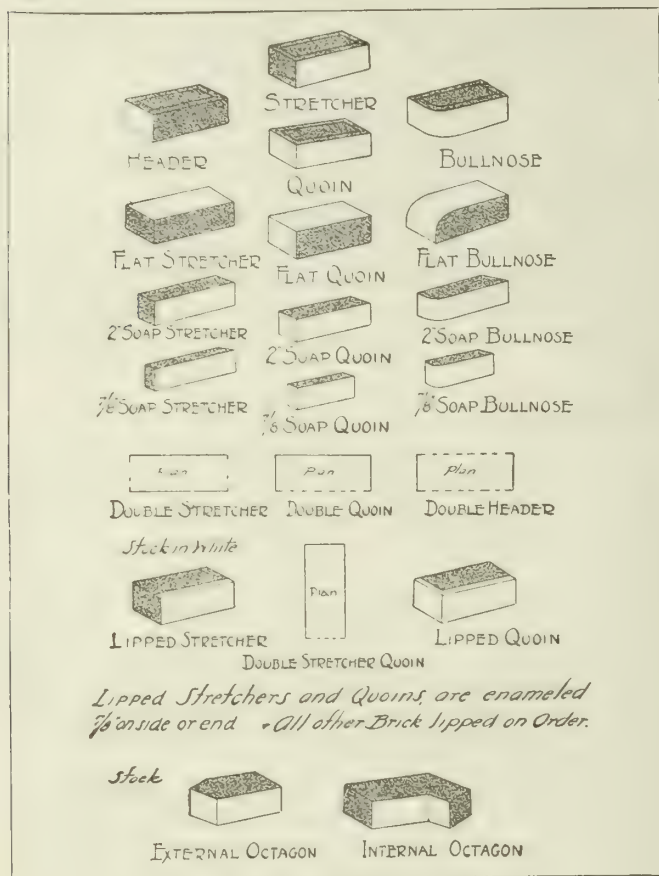 STRETCHER
HEADER
QUOIN
BULLNOSE
FLAT STRETCHER
FLAT QUOIN
FLAT BULLNOSE
2" SOAP STRETCHER
2" SOAP QUOIN
2" SOAP BULLNOSE
7/8" SOAP STRETCHER
7/8 SOAP QUOIN
7/8" SOAP BULLNOSE
Plan
Plan
Plan
DOUBLE STRETCHER
DOUBLE QUOIN
DOUBLE HEADER
Stock in White
Plan
LIPPED STRETCHER
LIPPED QUOIN
DOUBLE STRETCHER QUOIN
Lipped Stretchers and Quoins, are enameled
7/8" on side or end • All other Brick lipped on Order.
Stock
EXTERNAL OCTAGON
INTERNAL OCTAGON